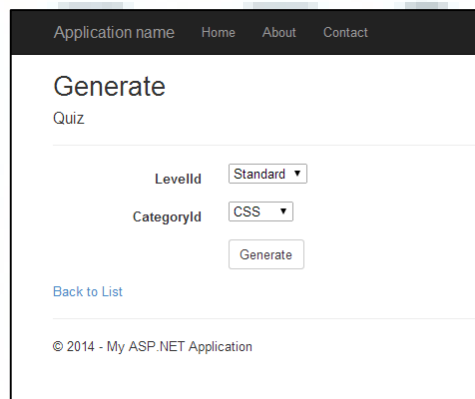 Application name Home About Contact
Generate
Quiz
LevelId Standard
CategoryId CSS
Generate
Back to List
© 2014 - My ASP.NET Application